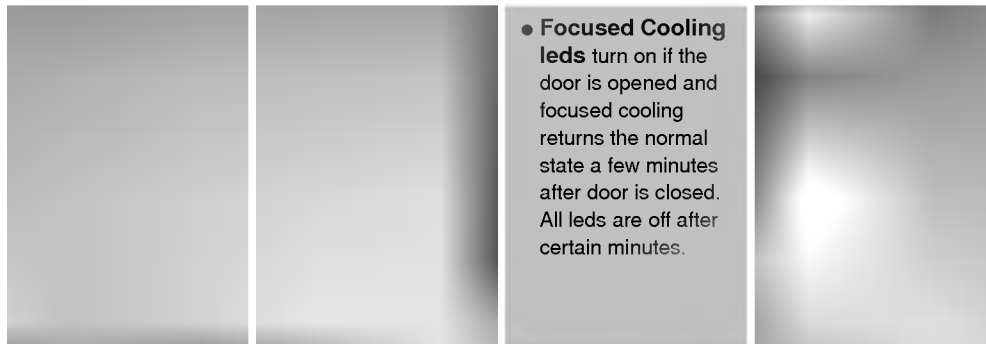 ● Focused Cooling
leds turn on if the
door is opened and
focused cooling
returns the normal
state a few minutes
after door is closed.
All leds are off after
certain minutes.